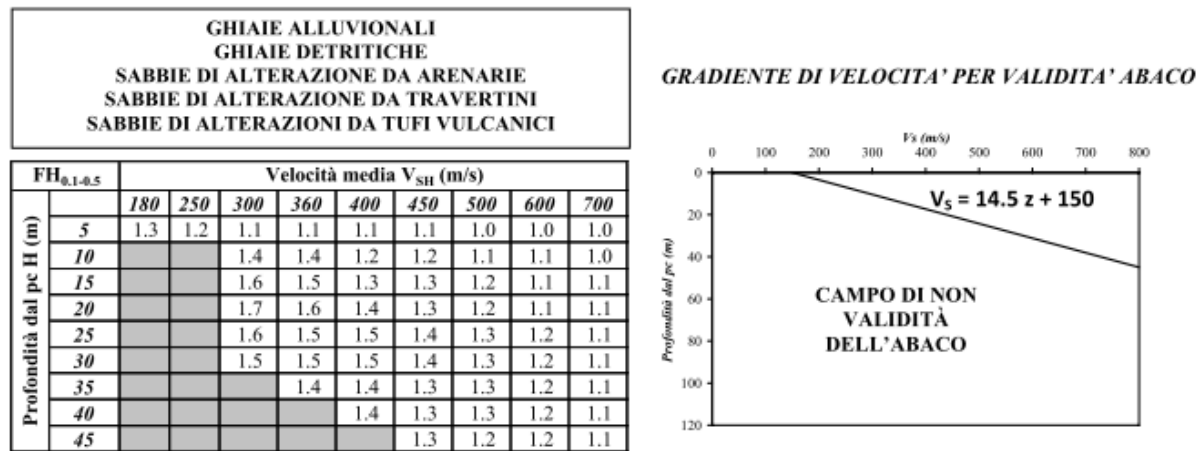 GHIAIE ALLUVIONALI
GHIAIE DETRITICHE
SABBIE DI ALTERAZIONE DA ARENARIE
SABBIE DI ALTERAZIONE DA TRAVERTINI
SABBIE DI ALTERAZIONI DA TUFI VULCANICI
FH0.1-0.5 Velocità media VSH (m/s)
180 250 300 360 400 450 500 600 700
Profondità dal pc H (m)
5 1.3 1.2 1.1 1.1 1.1 1.1 1.0 1.0 1.0
10 1.4 1.4 1.2 1.2 1.1 1.1 1.0
15 1.6 1.5 1.3 1.3 1.2 1.1 1.1
20 1.7 1.6 1.4 1.3 1.2 1.1 1.1
25 1.6 1.5 1.5 1.4 1.3 1.2 1.1
30 1.5 1.5 1.5 1.4 1.3 1.2 1.1
35 1.4 1.4 1.3 1.3 1.2 1.1
40 1.4 1.3 1.3 1.2 1.1
45 1.3 1.2 1.2 1.1
GRADIENTE DI VELOCITA' PER VALIDITA' ABACO
Vs (m/s)
0 100 200 300 400 500 600 700 800
Profondità dal pc (m)
0
20
40
60
80
100
120
VS = 14.5 z + 150
CAMPO DI NON
VALIDITÀ
DELL'ABACO